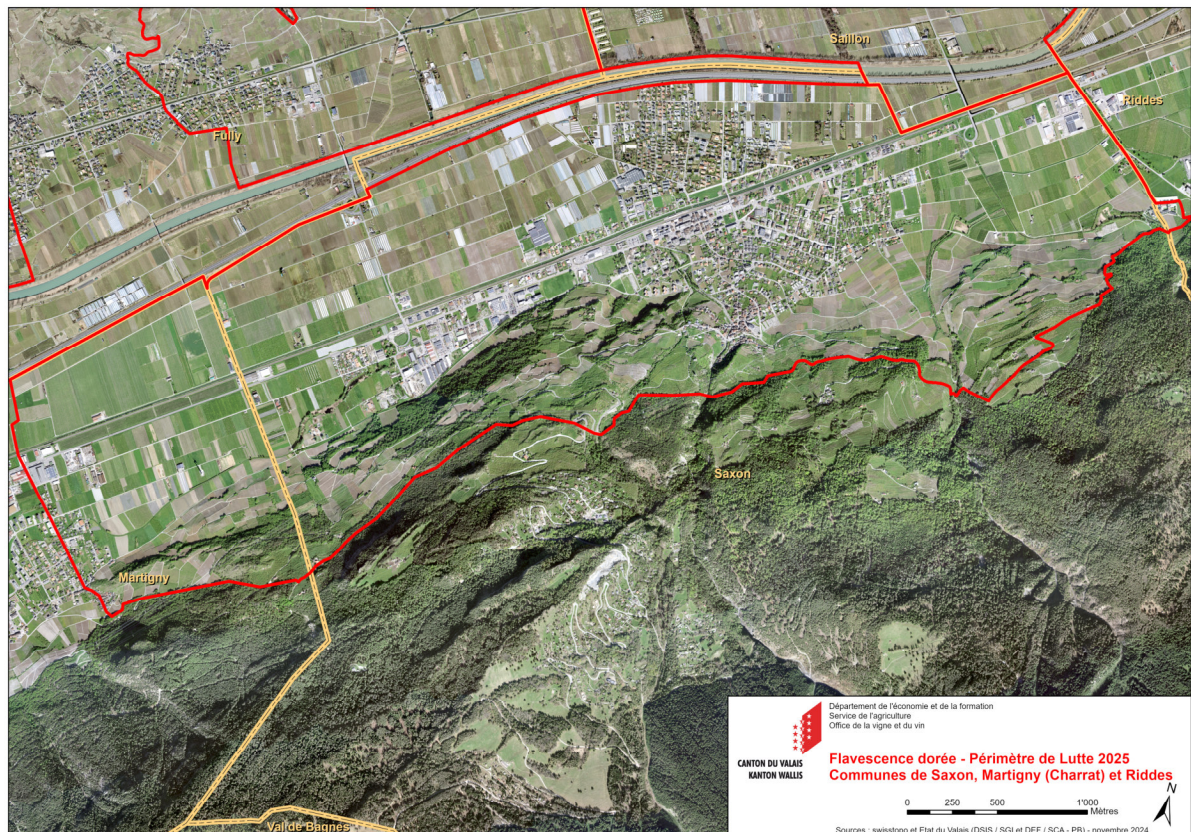 Saillon
Riddes
Fully
Saxon
Martigny
Val de Bagnes
Département de l'économie et de la formation
Service de l'agriculture
Office de la vigne et du vin
CANTON DU VALAIS
KANTON WALLIS
Flavescence dorée - Périmètre de Lutte 2025
Communes de Saxon, Martigny (Charrat) et Riddes
0 250 500 1'000
Mètres
N
Sources : swisstopo et Etat du Valais (DSIS / SGI et DEF / SCA - PB) - novembre 2024